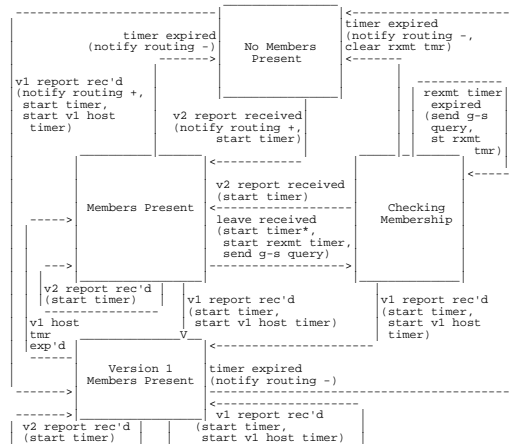 timer expired
(notify routing -)
No Members
Present
timer expired
(notify routing -,
clear rxmt tmr)
v1 report rec'd
(notify routing +,
start timer,
start v1 host
timer)
v2 report received
(notify routing +,
start timer)
rexmt timer
expired
(send g-s
query,
st rxmt
tmr)
Members Present
v2 report received
(start timer)
leave received
(start timer*,
start rexmt timer,
send g-s query)
Checking
Membership
v2 report rec'd
(start timer)
v1 report rec'd
(start timer,
start v1 host timer)
v1 report rec'd
(start timer,
start v1 host
timer)
v1 host
tmr
exp'd
V
Version 1
Members Present
timer expired
(notify routing -)
v2 report rec'd
(start timer)
v1 report rec'd
(start timer,
start v1 host timer)